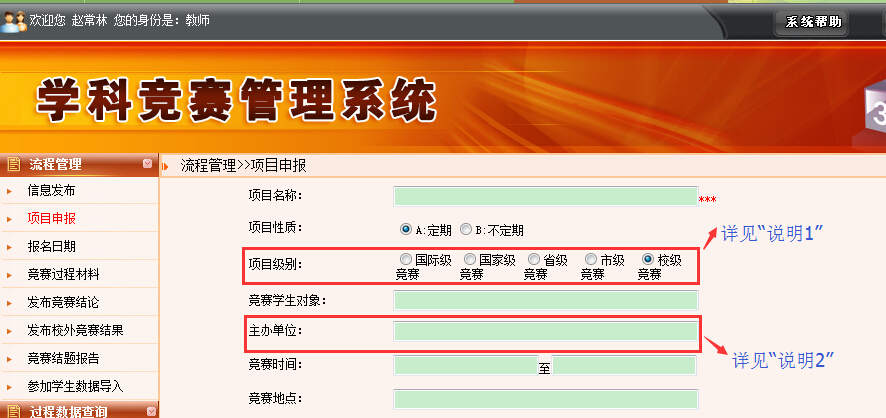 欢迎您 赵常林 您的身份是：教师
系统帮助
学科竞赛管理系统
3
流程管理
信息发布
项目申报
报名日期
竞赛过程材料
发布竞赛结论
发布校外竞赛结果
竞赛结题报告
参加学生数据导入
过程数据查询
流程管理>>项目申报
项目名称：
***
项目性质：
A:定期 B:不定期
详见“说明1”
项目级别：
国际级竞赛 国家级竞赛 省级竞赛 市级竞赛 校级竞赛
竞赛学生对象：
主办单位：
详见“说明2”
竞赛时间：
至
竞赛地点：